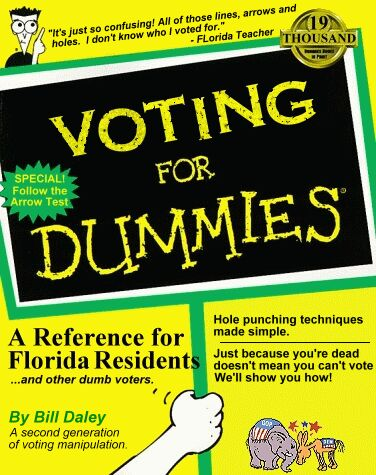 "It's just so confusing! All of those lines, arrows and
holes. I don't know who I voted for."
- FLorida Teacher
19
THOUSAND
VOTING
FOR
DUMMIES®
SPECIAL!
Follow the
Arrow Test
A Reference for
Florida Residents
...and other dumb voters.
Hole punching techniques
made simple.
Just because you're dead
doesn't mean you can't vote
We'll show you how!
By Bill Daley
A second generation
of voting manipulation.
GOP
DEM